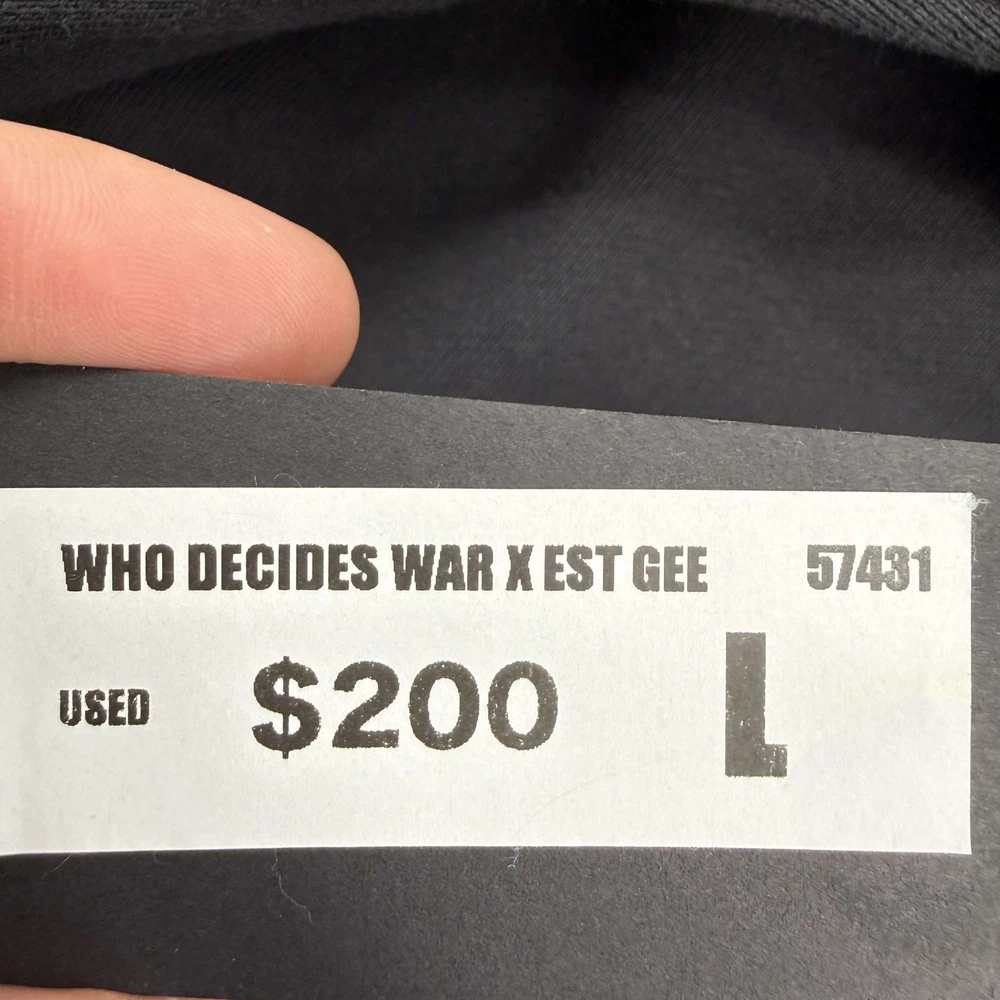 WHO DECIDES WAR X EST GEE 57431
USED $200 L